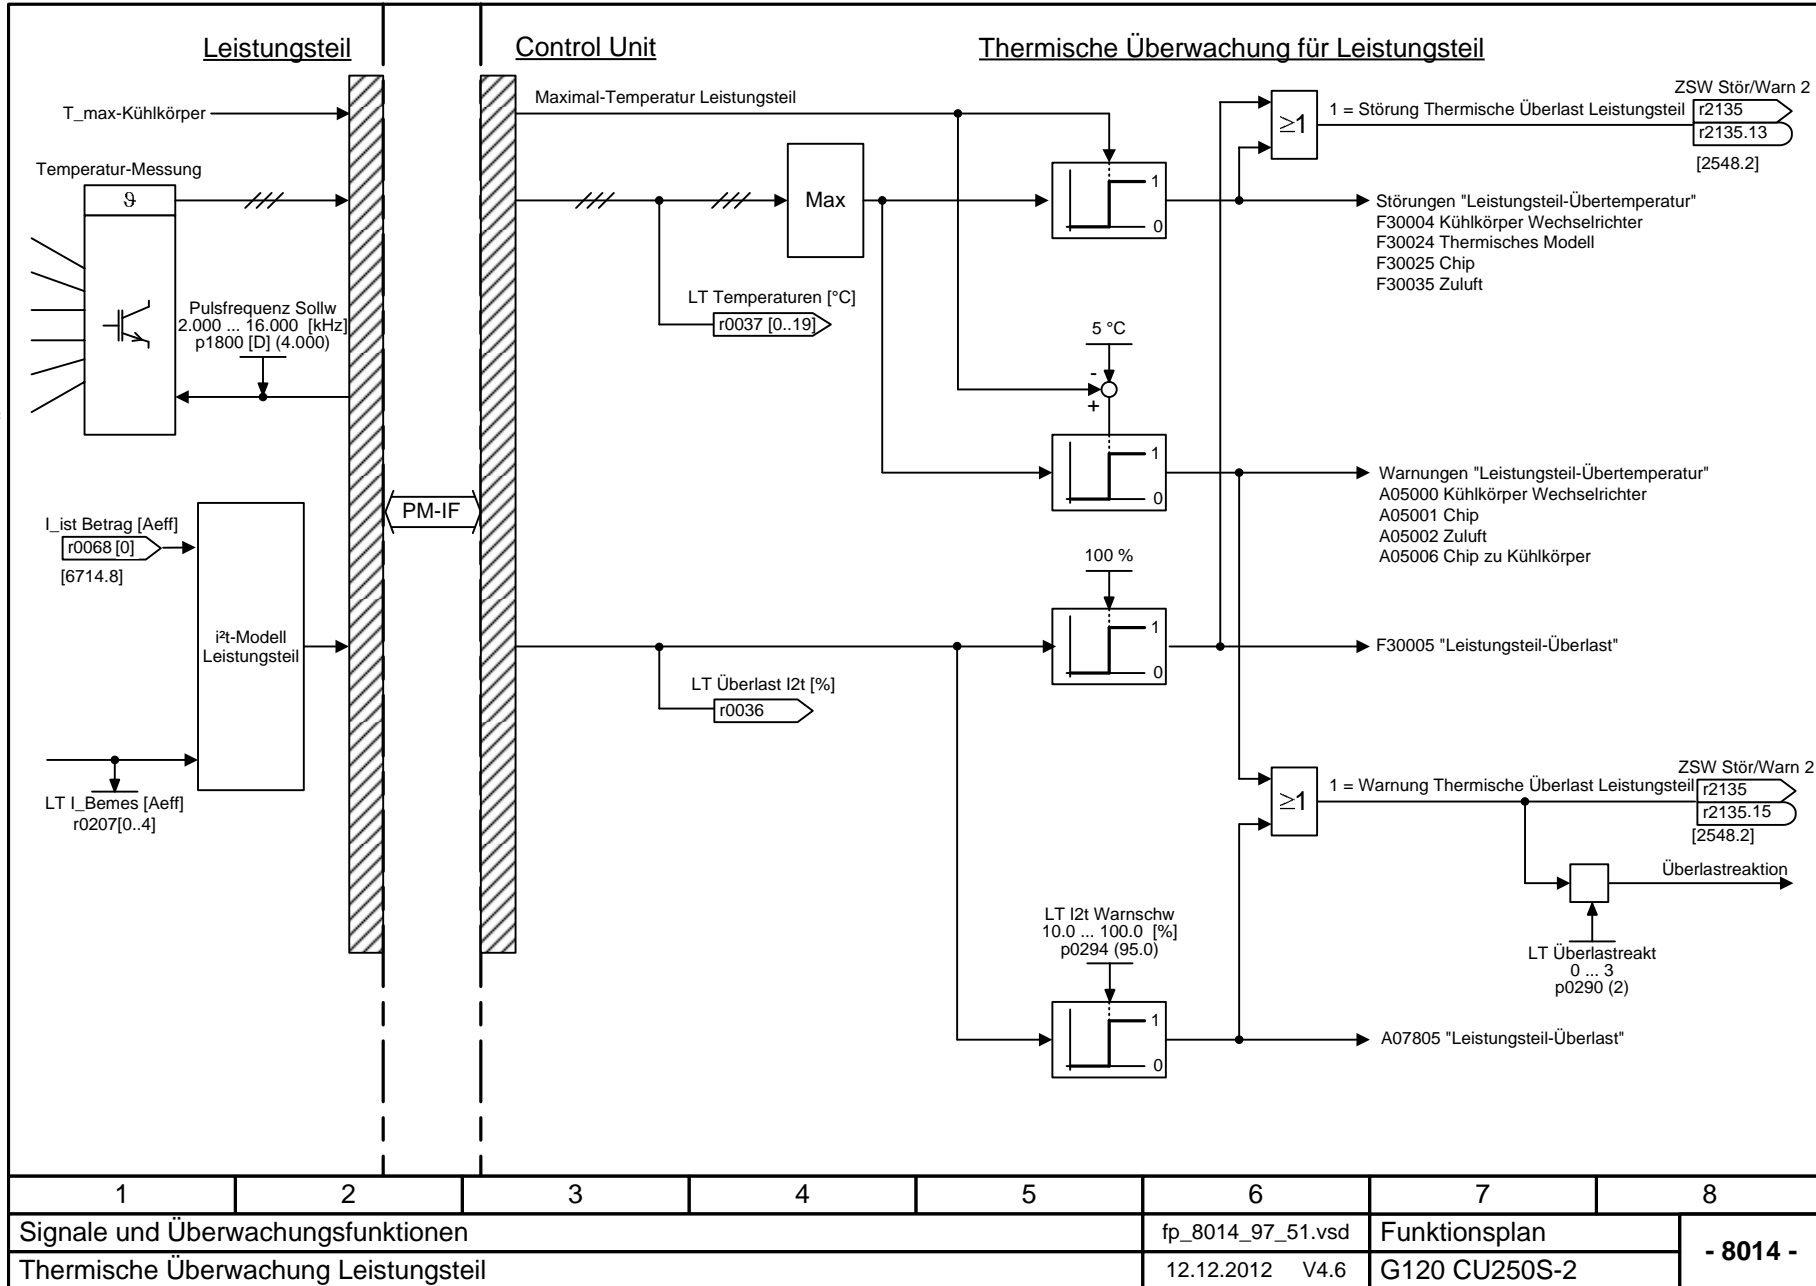 Leistungsteil
Control Unit
Thermische Überwachung für Leistungsteil
T_max-Kühlkörper
Maximal-Temperatur Leistungsteil
≥1
1 = Störung Thermische Überlast Leistungsteil
ZSW Stör/Warn 2
r2135
r2135.13
[2548.2]
Temperatur-Messung
ϑ
Max
1
0
Störungen "Leistungsteil-Übertemperatur"
F30004 Kühlkörper Wechselrichter
F30024 Thermisches Modell
F30025 Chip
F30035 Zuluft
Pulsfrequenz Sollw
2.000 ... 16.000 [kHz]
p1800 [D] (4.000)
LT Temperaturen [°C]
r0037 [0..19]
5 °C
-
+
1
0
Warnungen "Leistungsteil-Übertemperatur"
A05000 Kühlkörper Wechselrichter
A05001 Chip
A05002 Zuluft
A05006 Chip zu Kühlkörper
PM-IF
I_ist Betrag [Aeff]
r0068 [0]
[6714.8]
i²t-Modell
Leistungsteil
100 %
1
0
F30005 "Leistungsteil-Überlast"
LT Überlast I2t [%]
r0036
LT I_Bemes [Aeff]
r0207[0..4]
≥1
1 = Warnung Thermische Überlast Leistungsteil
ZSW Stör/Warn 2
r2135
r2135.15
[2548.2]
Überlastreaktion
LT Überlastreakt
0 ... 3
p0290 (2)
LT I2t Warnschw
10.0 ... 100.0 [%]
p0294 (95.0)
1
0
A07805 "Leistungsteil-Überlast"
1 2 3 4 5 6 7 8
Signale und Überwachungsfunktionen
fp_8014_97_51.vsd
Funktionsplan
- 8014 -
Thermische Überwachung Leistungsteil
12.12.2012 V4.6
G120 CU250S-2